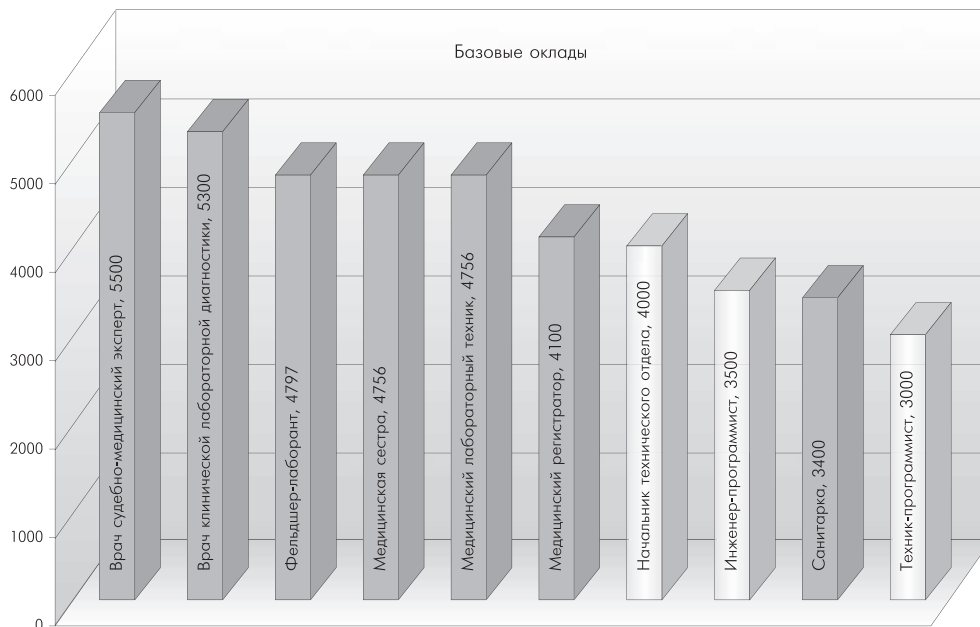 Базовые оклады
6000
5000
4000
3000
2000
1000
0
Врач судебно-медицинский эксперт, 5500
Врач клинической лабораторной диагностики, 5300
Фельдшер-лаборант, 4797
Медицинская сестра, 4756
Медицинский лабораторный техник, 4756
Медицинский регистратор, 4100
Начальник технического отдела, 4000
Инженер-программист, 3500
Санитарка, 3400
Техник-программист, 3000